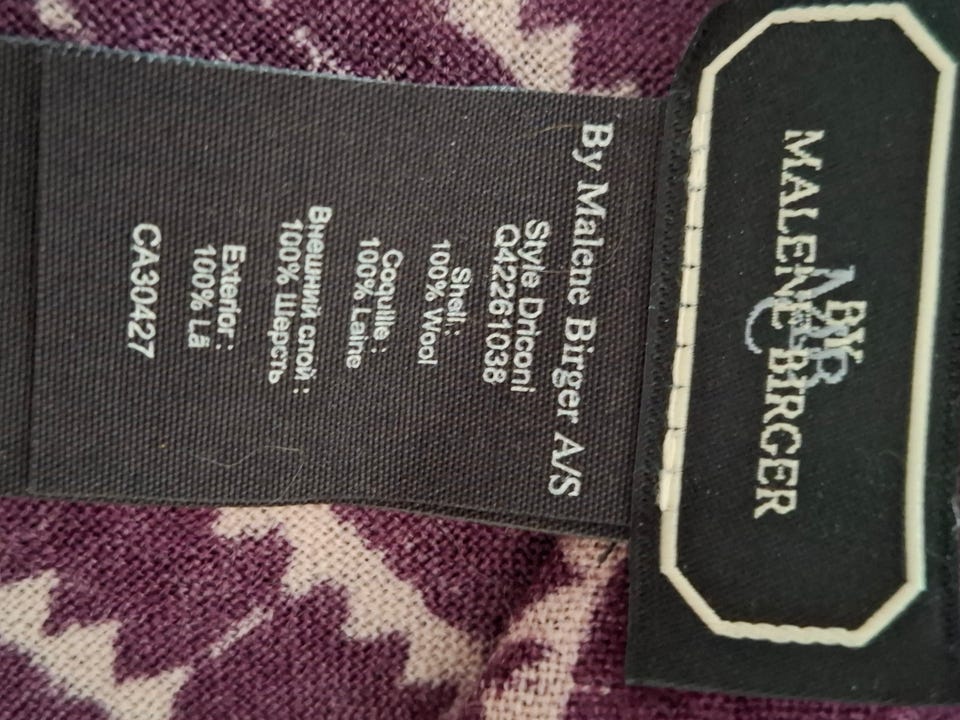 BY
MALENE BIRGER
By Malene Birger A/S
Style Drtconi
Q42261038
Shell:
100% Wool
Coquille :
100% Laine
Внешний слой :
100% Шерсть
Exterior :
100% Lã
CA30427